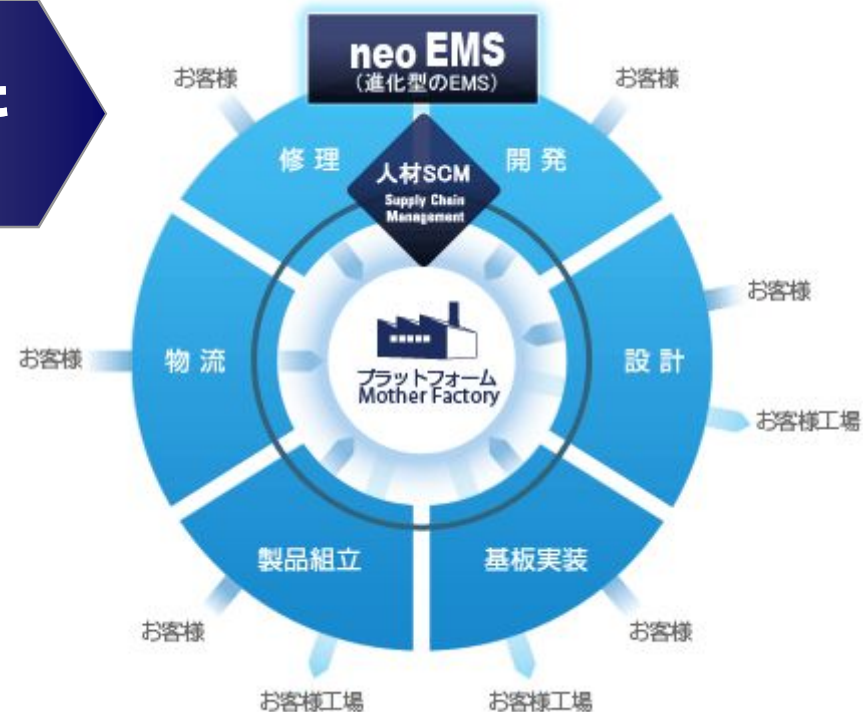 neo EMS
(進化型のEMS)
お客様
お客様
修理
開発
人材SCM
Supply Chain
Management
お客様
お客様
物流
設計
プラットフォーム
Mother Factory
お客様工場
製品組立
基板実装
お客様
お客様
お客様工場
お客様工場